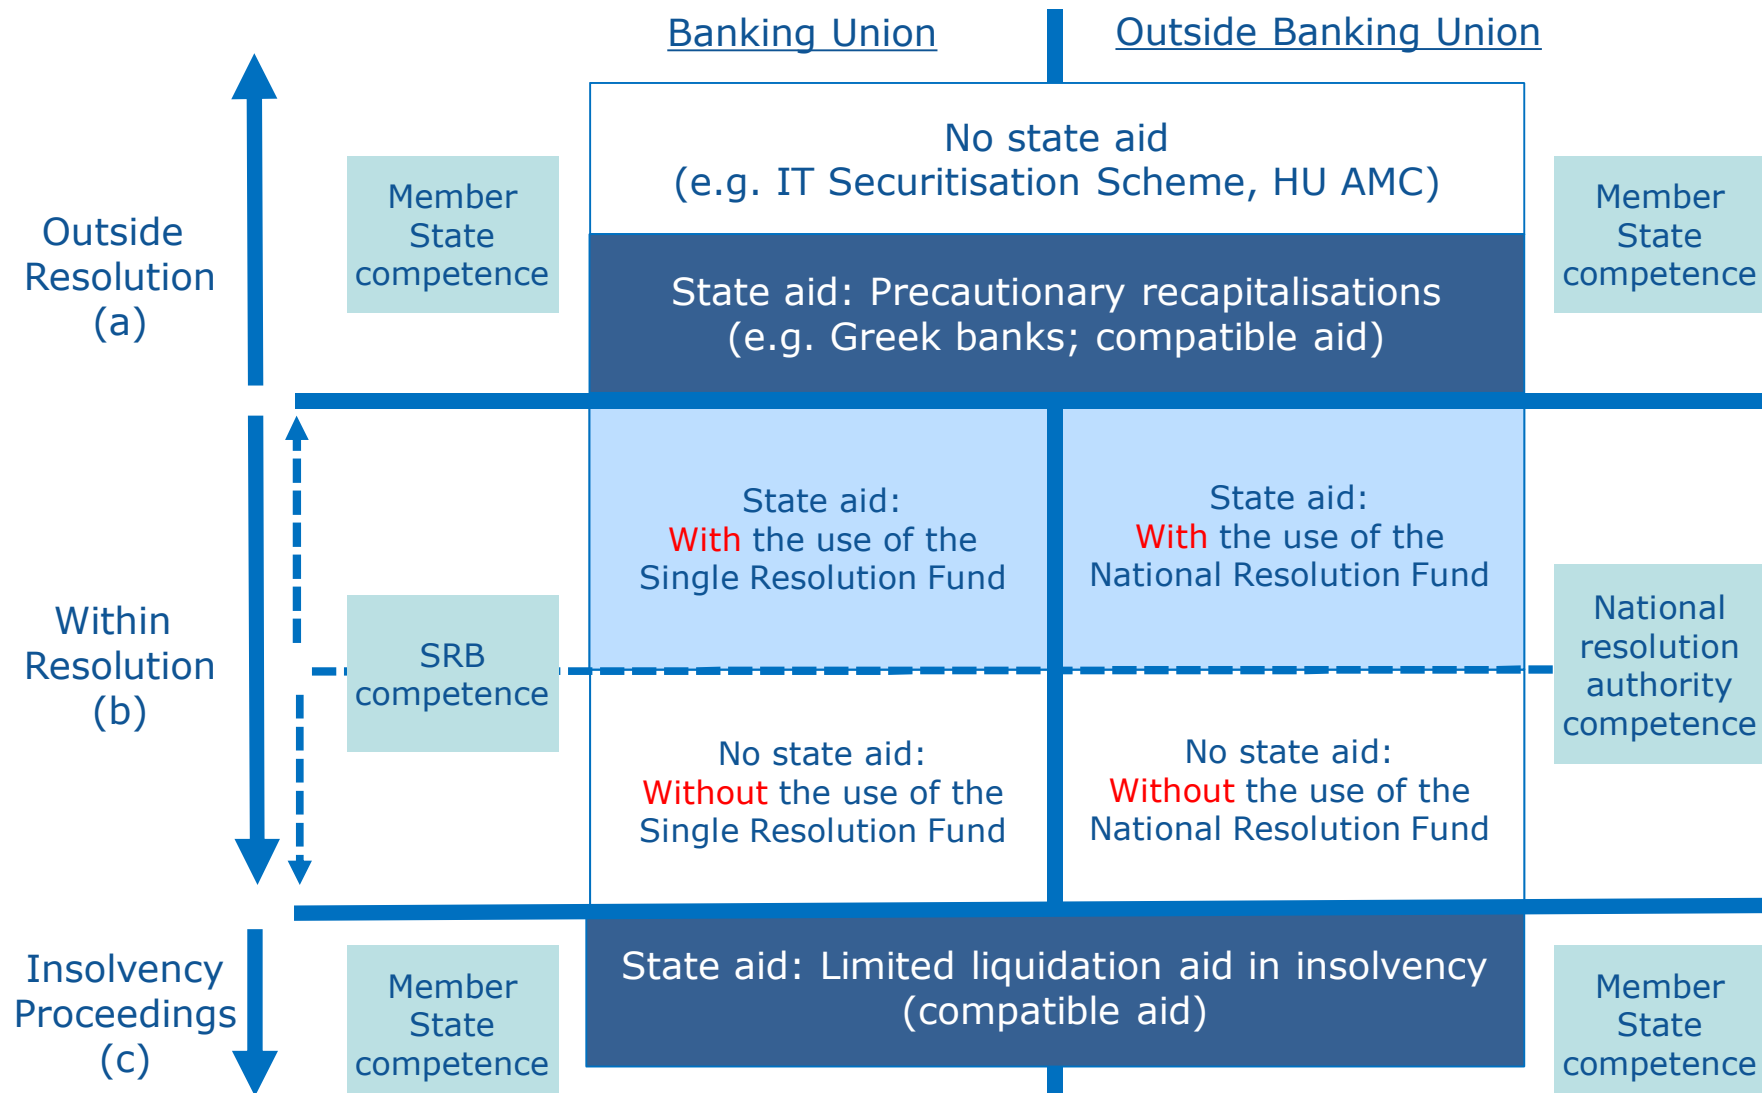 Banking Union
Outside Banking Union
Outside
Resolution
(a)
Member
State
competence
No state aid
(e.g. IT Securitisation Scheme, HU AMC)
State aid: Precautionary recapitalisations
(e.g. Greek banks; compatible aid)
Member
State
competence
Within
Resolution
(b)
SRB
competence
State aid:
With the use of the
Single Resolution Fund
State aid:
With the use of the
National Resolution Fund
No state aid:
Without the use of the
Single Resolution Fund
No state aid:
Without the use of the
National Resolution Fund
National
resolution
authority
competence
Insolvency
Proceedings
(c)
Member
State
competence
State aid: Limited liquidation aid in insolvency
(compatible aid)
Member
State
competence